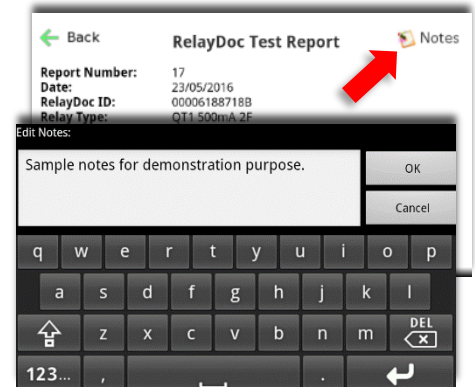 Back
RelayDoc Test Report
Notes
Report Number: 17
Date: 23/05/2016
RelayDoc ID: 00006188718B
Relay Type: QT1 500mA 2F
Edit Notes:
Sample notes for demonstration purpose.
OK
Cancel
q w e r t y u i o p
a s d f g h j k l
z x c v b n m DEL
123... , .